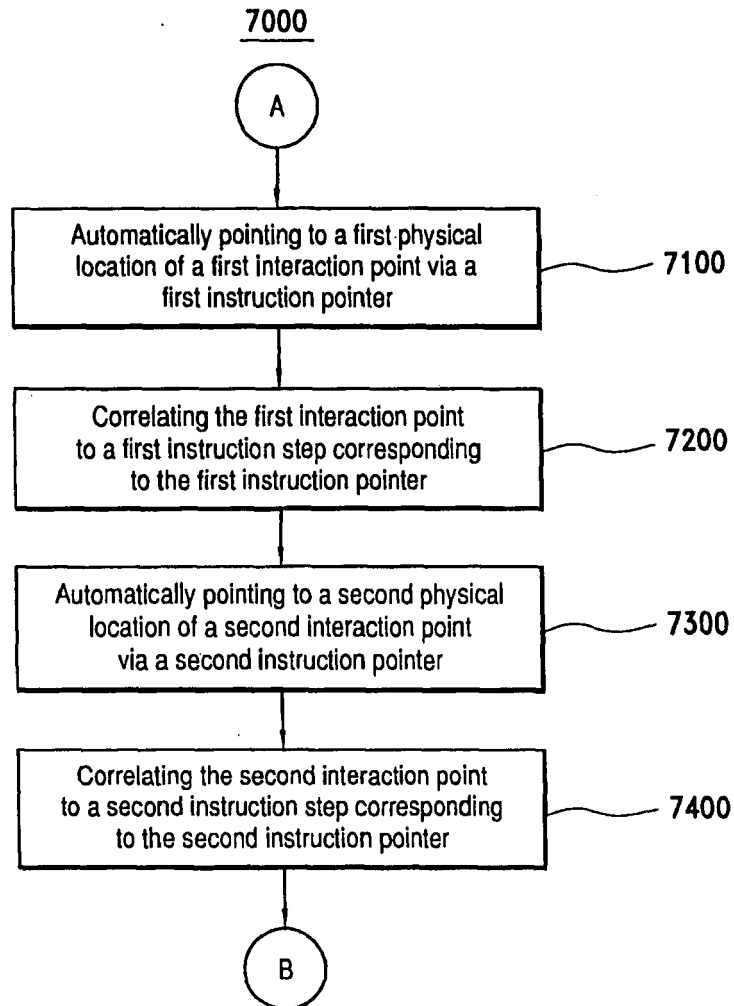 7000
A
Automatically pointing to a first physical
location of a first interaction point via a
first instruction pointer
7100
Correlating the first interaction point
to a first instruction step corresponding
to the first instruction pointer
7200
Automatically pointing to a second physical
location of a second interaction point
via a second instruction pointer
7300
Correlating the second interaction point
to a second instruction step corresponding
to the second instruction pointer
7400
B